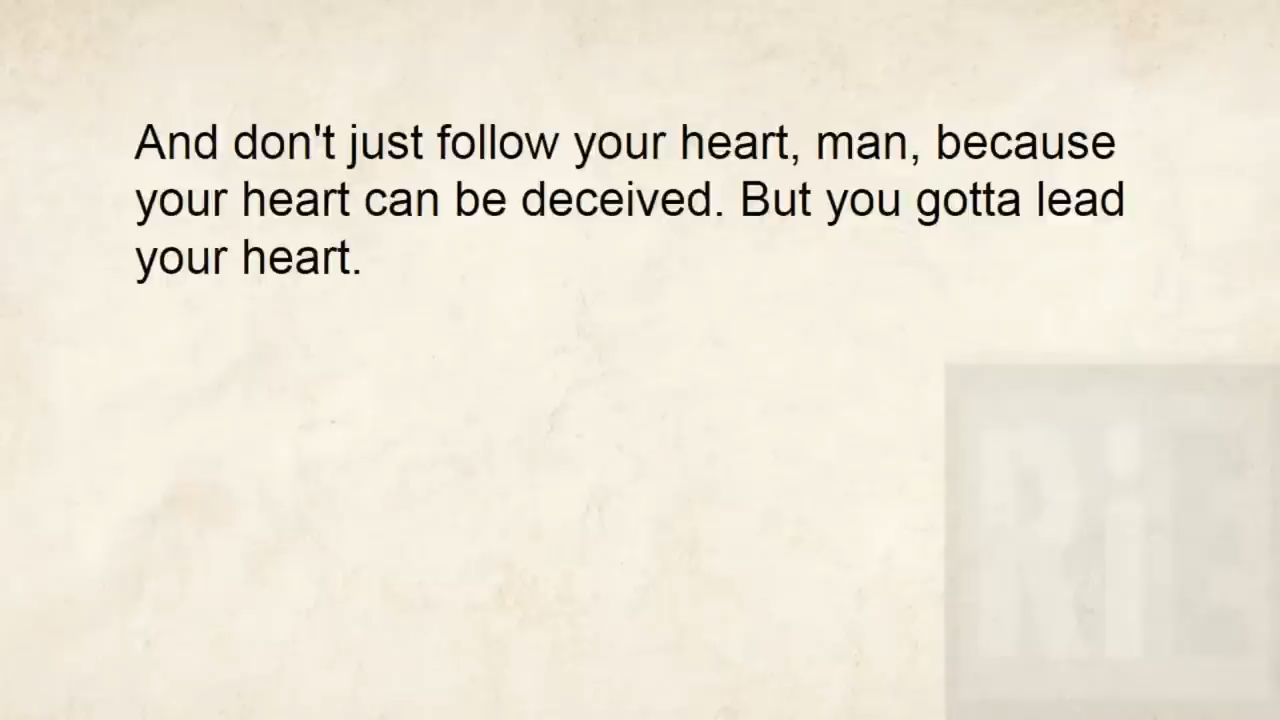 And don't just follow your heart, man, because
your heart can be deceived. But you gotta lead
your heart.
RiE